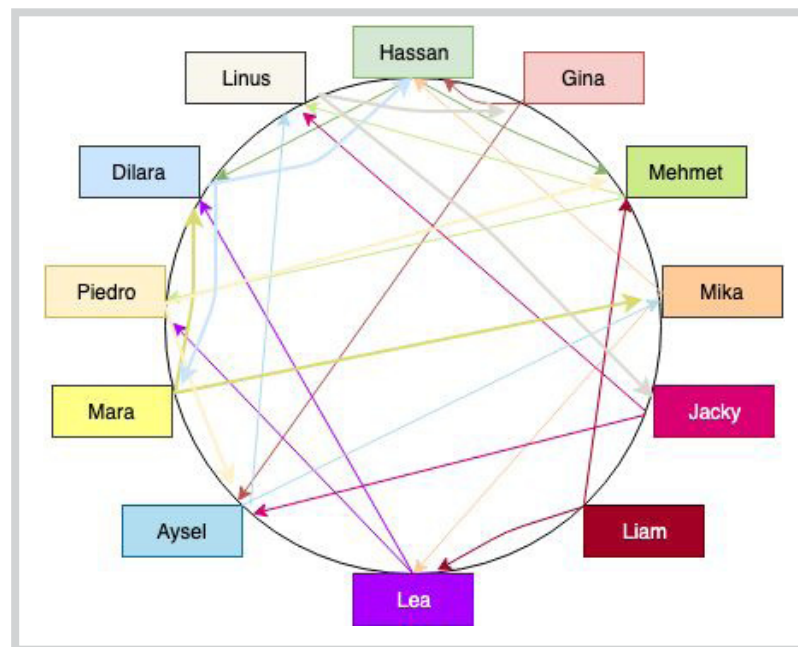 Hassan
Linus
Gina
Dilara
Mehmet
Piedro
Mika
Mara
Jacky
Aysel
Liam
Lea